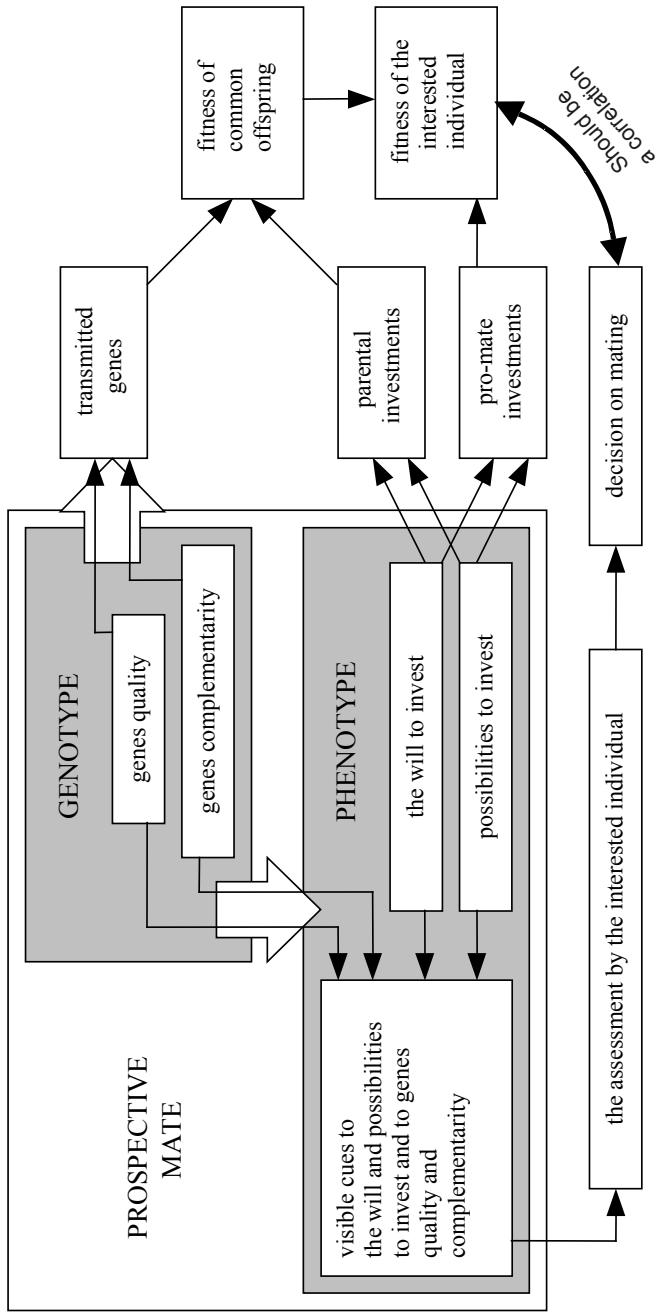 PROSPECTIVE
MATE
GENOTYPE
genes quality
genes complementarity
PHENOTYPE
visible cues to
the will and possibilities
to invest and to genes
quality and
complementarity
the will to invest
possibilities to invest
transmitted
genes
parental
investments
pro-mate
investments
fitness of
common
offspring
fitness of the
interested
individual
the assessment by the interested individual
decision on mating
Should be
a correlation